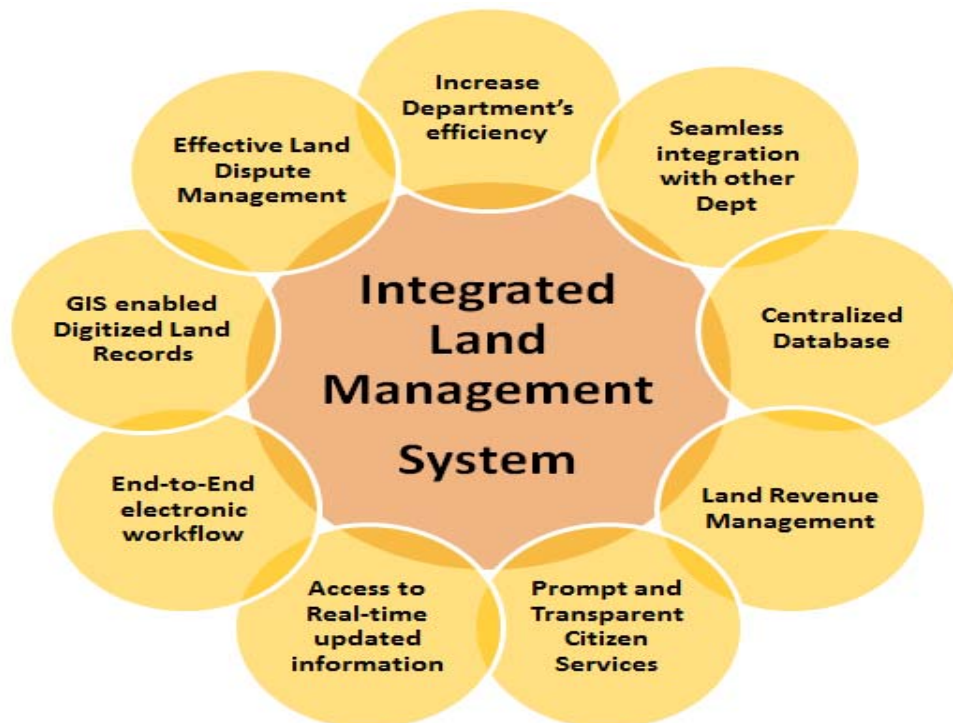 Increase
Department's
efficiency
Seamless
integration
with other
Dept
Centralized
Database
Land Revenue
Management
Prompt and
Transparent
Citizen
Services
Access to
Real-time
updated
information
End-to-End
electronic
workflow
GIS enabled
Digitized Land
Records
Effective Land
Dispute
Management
Integrated
Land
Management
System